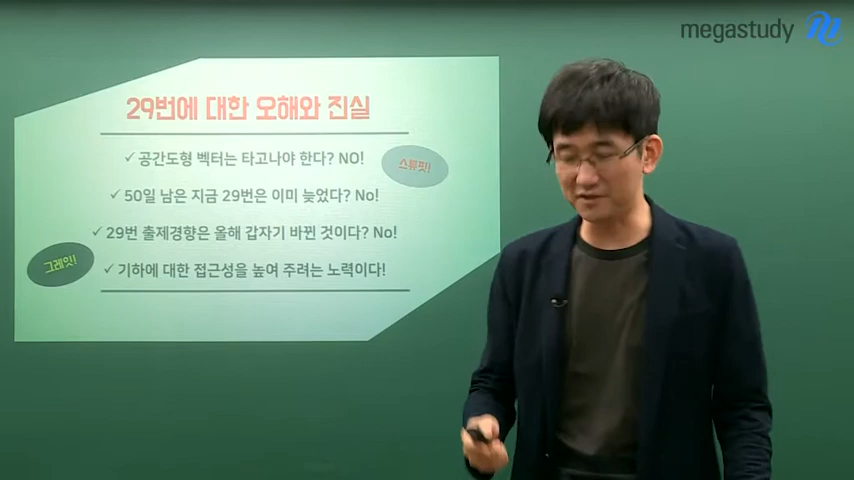 megastudy
29번에 대한 오해와 진실
✓ 공간도형 벡터는 타고나야 한다? NO!
스튜핏!
✓ 50일 남은 지금 29번은 이미 늦었다? No!
✓ 29번 출제경향은 올해 갑자기 바뀐 것이다? No!
그레잇!
✓ 기하에 대한 접근성을 높여 주려는 노력이다!